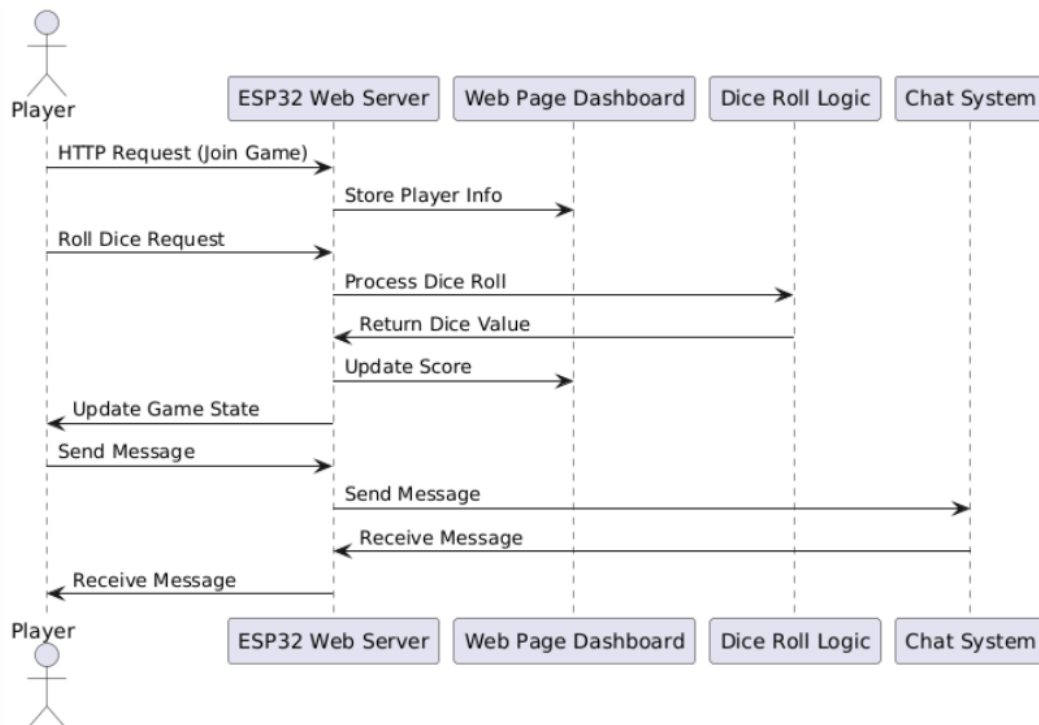 Player
ESP32 Web Server
Web Page Dashboard
Dice Roll Logic
Chat System
HTTP Request (Join Game)
Store Player Info
Roll Dice Request
Process Dice Roll
Return Dice Value
Update Score
Update Game State
Send Message
Send Message
Receive Message
Receive Message
Player
ESP32 Web Server
Web Page Dashboard
Dice Roll Logic
Chat System